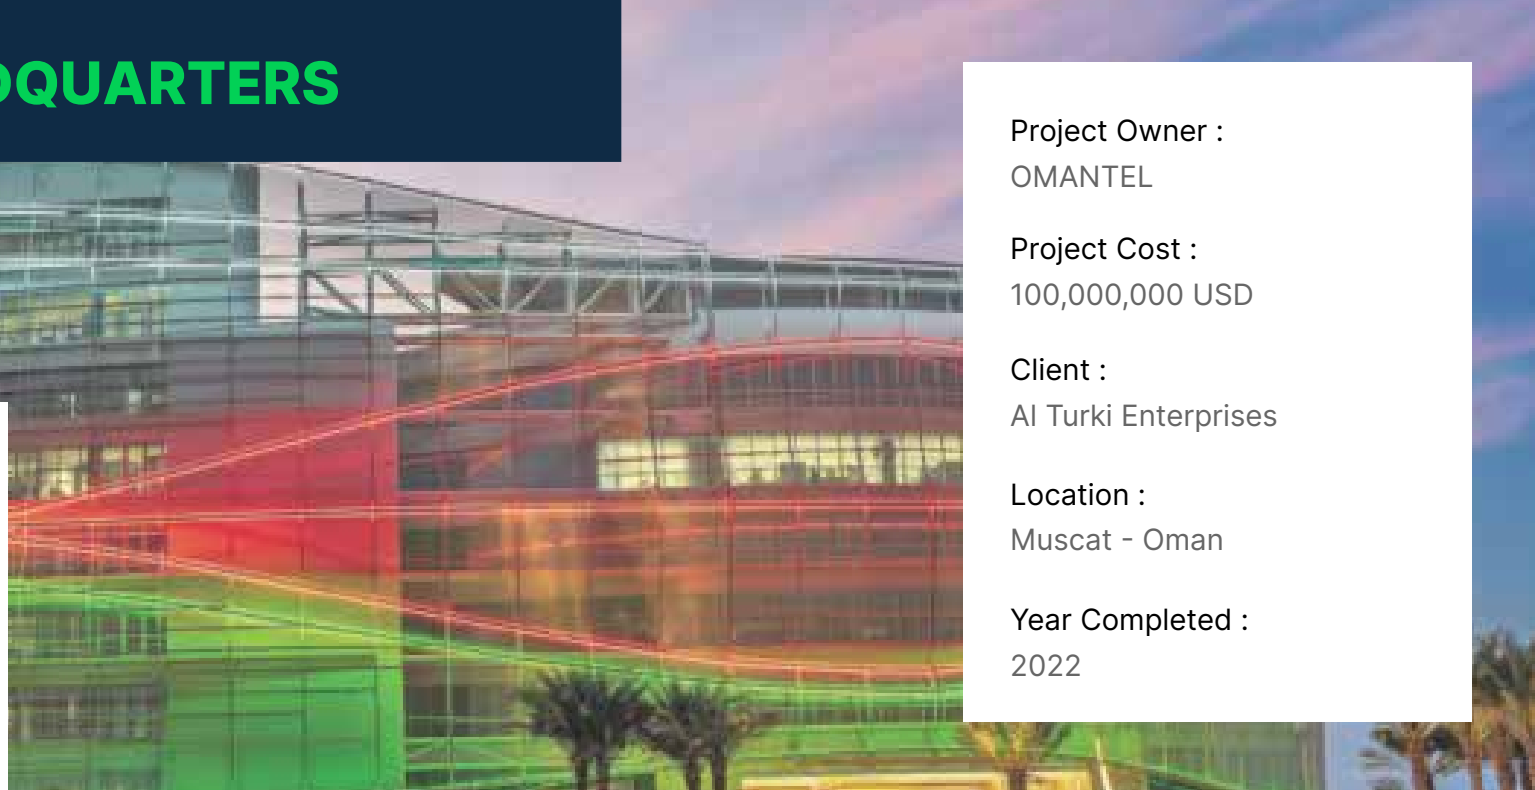 DQUARTERS
Project Owner :
OMANTEL
Project Cost :
100,000,000 USD
Client :
Al Turki Enterprises
Location :
Muscat - Oman
Year Completed :
2022